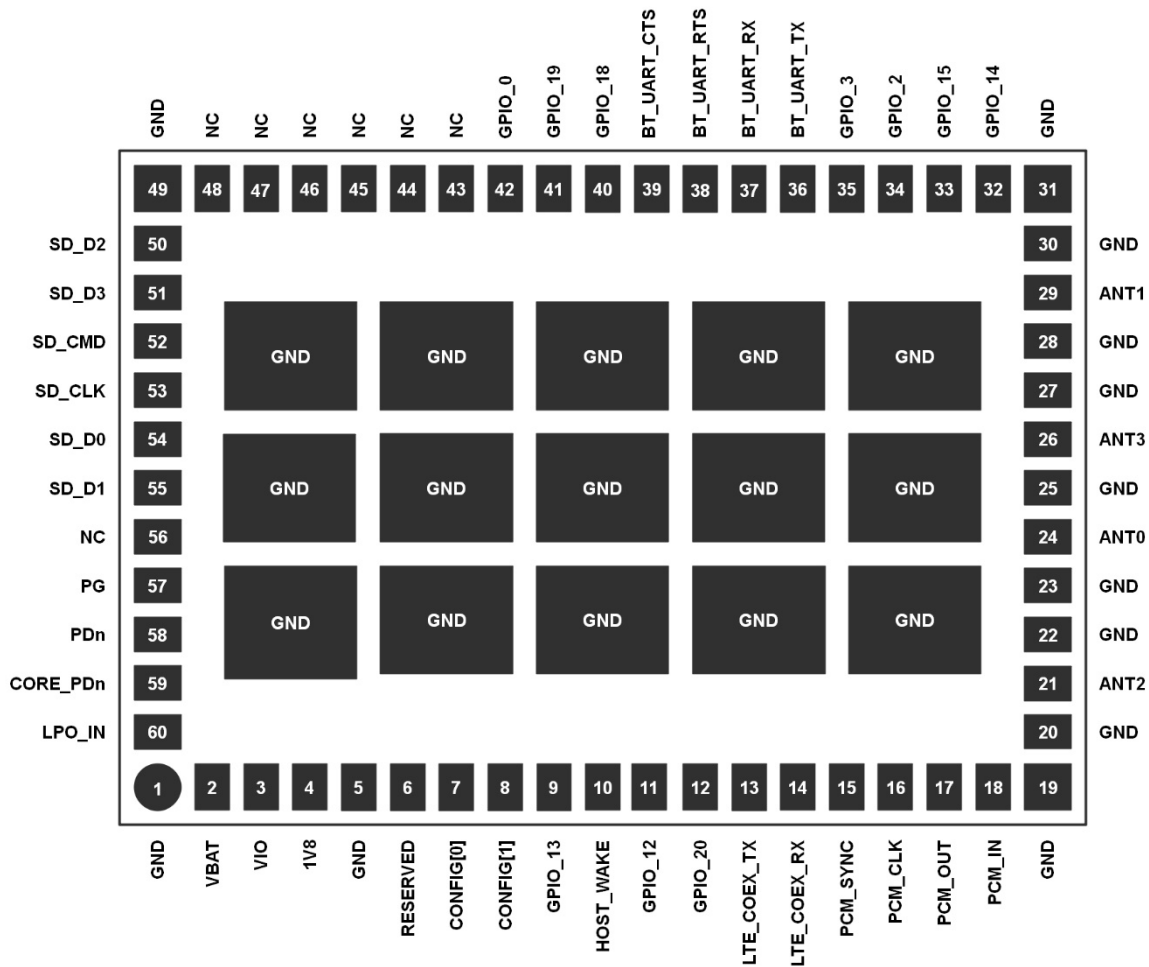 GND NC NC NC NC NC NC GPIO_0 GPIO_19 GPIO_18 BT_UART_CTS BT_UART_RTS BT_UART_RX BT_UART_TX GPIO_3 GPIO_2 GPIO_15 GPIO_14 GND
49 48 47 46 45 44 43 42 41 40 39 38 37 36 35 34 33 32 31
SD_D2 50 30 GND
SD_D3 51 29 ANT1
SD_CMD 52 28 GND
GND GND GND GND GND
SD_CLK 53 27 GND
SD_D0 54 26 ANT3
SD_D1 55 GND GND GND GND GND 25 GND
NC 56 24 ANT0
PG 57 23 GND
GND GND GND GND GND
PDn 58 22 GND
CORE_PDn 59 21 ANT2
LPO_IN 60 20 GND
1 2 3 4 5 6 7 8 9 10 11 12 13 14 15 16 17 18 19
GND VBAT VIO 1V8 GND RESERVED CONFIG[0] CONFIG[1] GPIO_13 HOST_WAKE GPIO_12 GPIO_20 LTE_COEX_TX LTE_COEX_RX PCM_SYNC PCM_CLK PCM_OUT PCM_IN GND